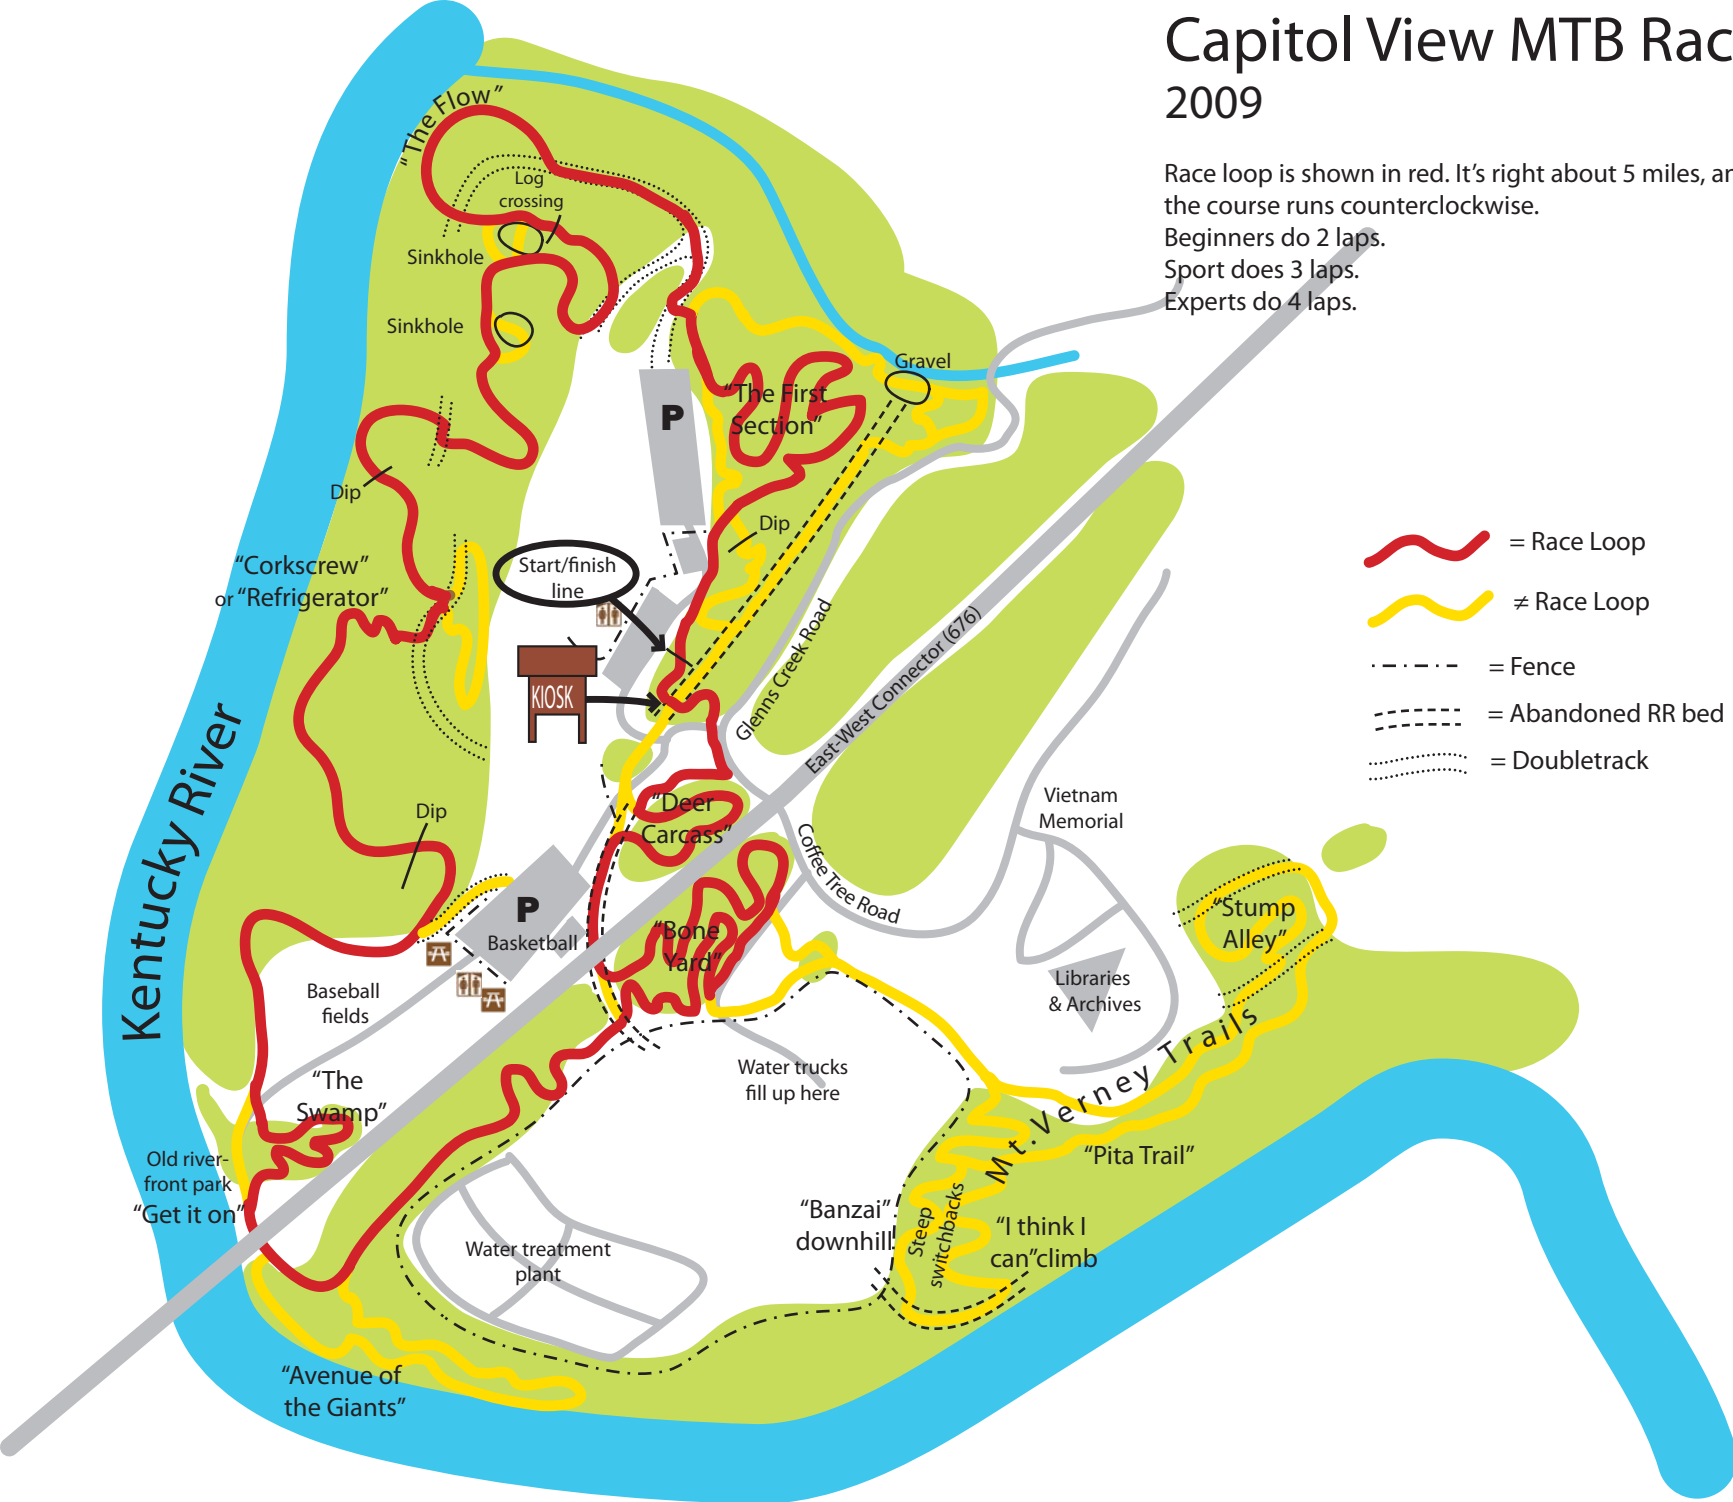 Capitol View MTB Rac
2009
Race loop is shown in red. It’s right about 5 miles, an
the course runs counterclockwise.
Beginners do 2 laps.
Sport does 3 laps.
Experts do 4 laps.
“The Flow”
Log
crossing
Sinkhole
Sinkhole
Gravel
“The First
Section”
P
Dip
Dip
Start/finish
line
“Corkscrew”
or “Refrigerator”
KIOSK
Glenns Creek Road
East-West Connector (676)
= Race Loop
≠ Race Loop
= Fence
= Abandoned RR bed
= Doubletrack
Kentucky River
Dip
“Deer
Carcass”
Vietnam
Memorial
Coffee Tree Road
P
Basketball
“Bone
Yard”
“Stump
Alley”
Libraries
& Archives
Baseball
fields
“The
Swamp”
Water trucks
fill up here
Mt. Verney Trails
“Pita Trail”
Old river-
front park
“Get it on”
“Banzai”
downhill
Steep
switchbacks
“I think I
can”climb
Water treatment
plant
“Avenue of
the Giants”